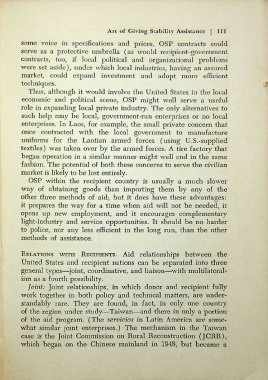 Art of Giving Stability Assistance | 111
some voice in specifications and prices, OSP contracts could
serve as a protective umbrella (as would recipient-government
contracts, too, if local political and organizational problems
were set aside), under which local industries, having an assured
market, could expand investment and adopt more efficient
techniques.
Thus, although it would involve the United States in the local
economic and political scene, OSP might well serve a useful
role in expanding local private industry. The only alternatives to
such help may be local, government-run enterprises or no local
enterprises. In Laos, for example, the small private concern that
once contracted with the local government to manufacture
uniforms for the Laotian armed forces (using U.S.-supplied
textiles) was taken over by the armed forces. A tire factory that
began operation in a similar manner might well end in the same
fashion. The potential of both these concerns to serve the civilian
market is likely to be lost entirely.
OSP within the recipient country is usually a much slower
way of obtaining goods than importing them by any of the
other three methods of aid; but it does have these advantages:
it prepares the way for a time when aid will not be needed, it
opens up new employment, and it encourages complementary
light-industry and service opportunities. It should be no harder
to police, nor any less efficient in the long run, than the other
methods of assistance.
RELATIONS WITH RECIPIENTS. Aid relationships between the
United States and recipient nations can be separated into three
general types—joint, coordinative, and liaison—with multilateral-
ism as a fourth possibility.
Joint: Joint relationships, in which donor and recipient fully
work together in both policy and technical matters, are under-
standably rare. They are found, in fact, in only one country
of the region under study—Taiwan—and there in only a portion
of the aid program. (The servicios in Latin America are some-
what similar joint enterprises.) The mechanism in the Taiwan
case is the Joint Commission on Rural Reconstruction (JCRR),
which began on the Chinese mainland in 1948, but became a